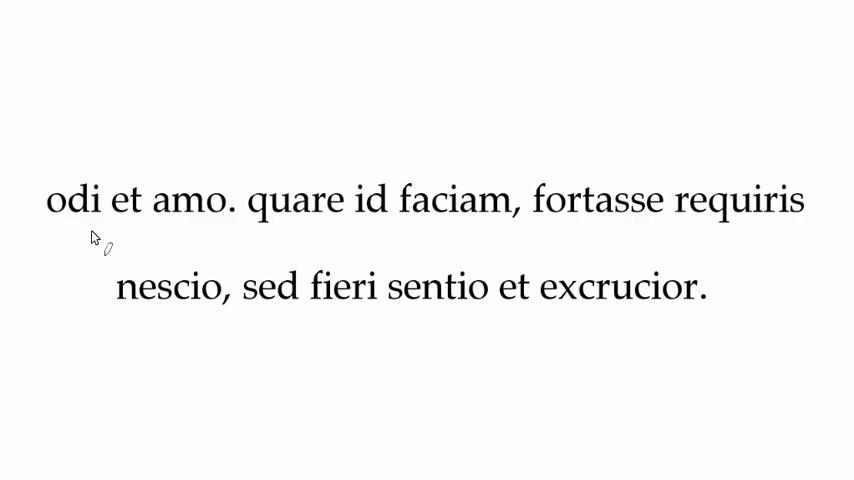 odi et amo. quare id faciam, fortasse requiris
nescio, sed fieri sentio et excrucior.